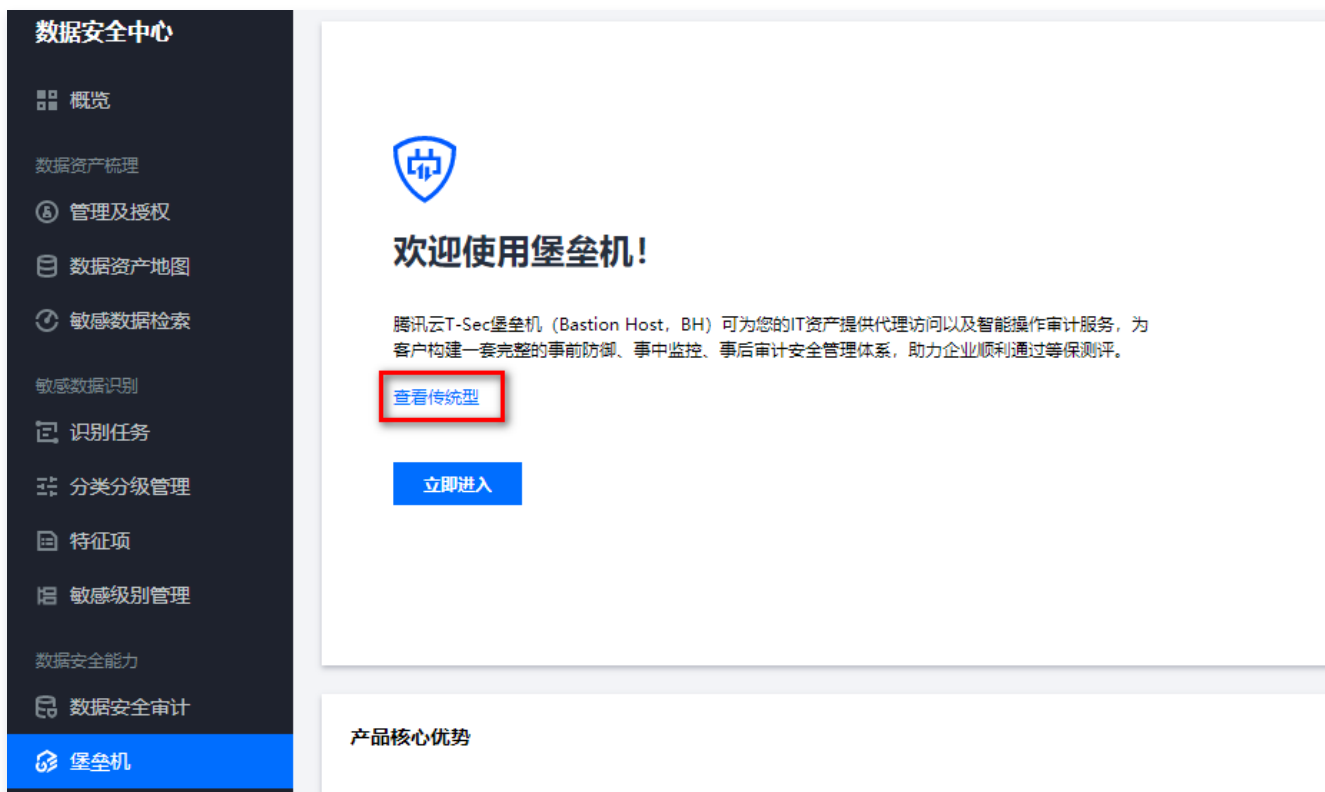 数据安全中心
概览
数据资产梳理
管理及授权
数据资产地图
敏感数据检索
敏感数据识别
识别任务
分类分级管理
特征项
敏感级别管理
数据安全能力
数据安全审计
堡垒机
欢迎使用堡垒机！
腾讯云T-Sec堡垒机（Bastion Host，BH）可为您的IT资产提供代理访问以及智能操作审计服务，为
客户构建一套完整的事前防御、事中监控、事后审计安全管理体系，助力企业顺利通过等保测评。
查看传统型
立即进入
产品核心优势